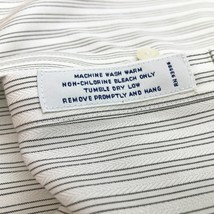 MACHINE WASH WARM
NON-CHLORINE BLEACH ONLY
TUMBLE DRY LOW
REMOVE PROMPTLY AND HANG